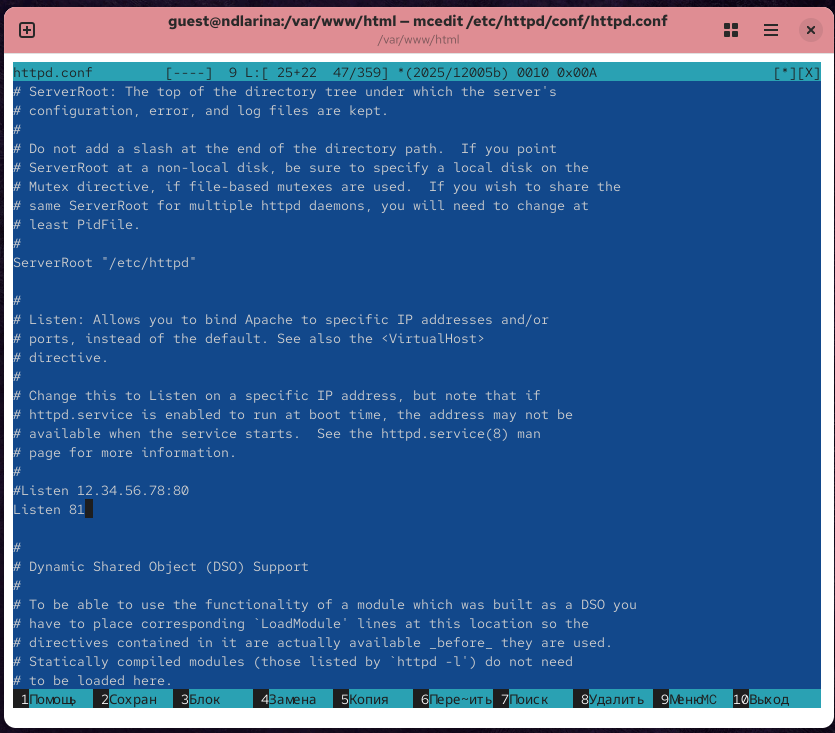 guest@ndlarina:/var/www/html — mcedit /etc/httpd/conf/httpd.conf
/var/www/html
httpd.conf         [----]  9 L:[ 25+22  47/359] *(2025/12005b) 0010 0x00A                      [*][X]
# ServerRoot: The top of the directory tree under which the server's
# configuration, error, and log files are kept.
#
# Do not add a slash at the end of the directory path.  If you point
# ServerRoot at a non-local disk, be sure to specify a local disk on the
# Mutex directive, if file-based mutexes are used.  If you wish to share the
# same ServerRoot for multiple httpd daemons, you will need to change at
# least PidFile.
#
ServerRoot "/etc/httpd"

#
# Listen: Allows you to bind Apache to specific IP addresses and/or
# ports, instead of the default. See also the <VirtualHost>
# directive.
#
# Change this to Listen on a specific IP address, but note that if
# httpd.service is enabled to run at boot time, the address may not be
# available when the service starts.  See the httpd.service(8) man
# page for more information.
#
#Listen 12.34.56.78:80
Listen 81

#
# Dynamic Shared Object (DSO) Support
#
# To be able to use the functionality of a module which was built as a DSO you
# have to place corresponding `LoadModule' lines at this location so the
# directives contained in it are actually available _before_ they are used.
# Statically compiled modules (those listed by `httpd -l') do not need
# to be loaded here.
1Помощь 2Сохран 3Блок 4Замена 5Копия 6Пере~ить 7Поиск 8Удалить 9МенюMC 10Выход